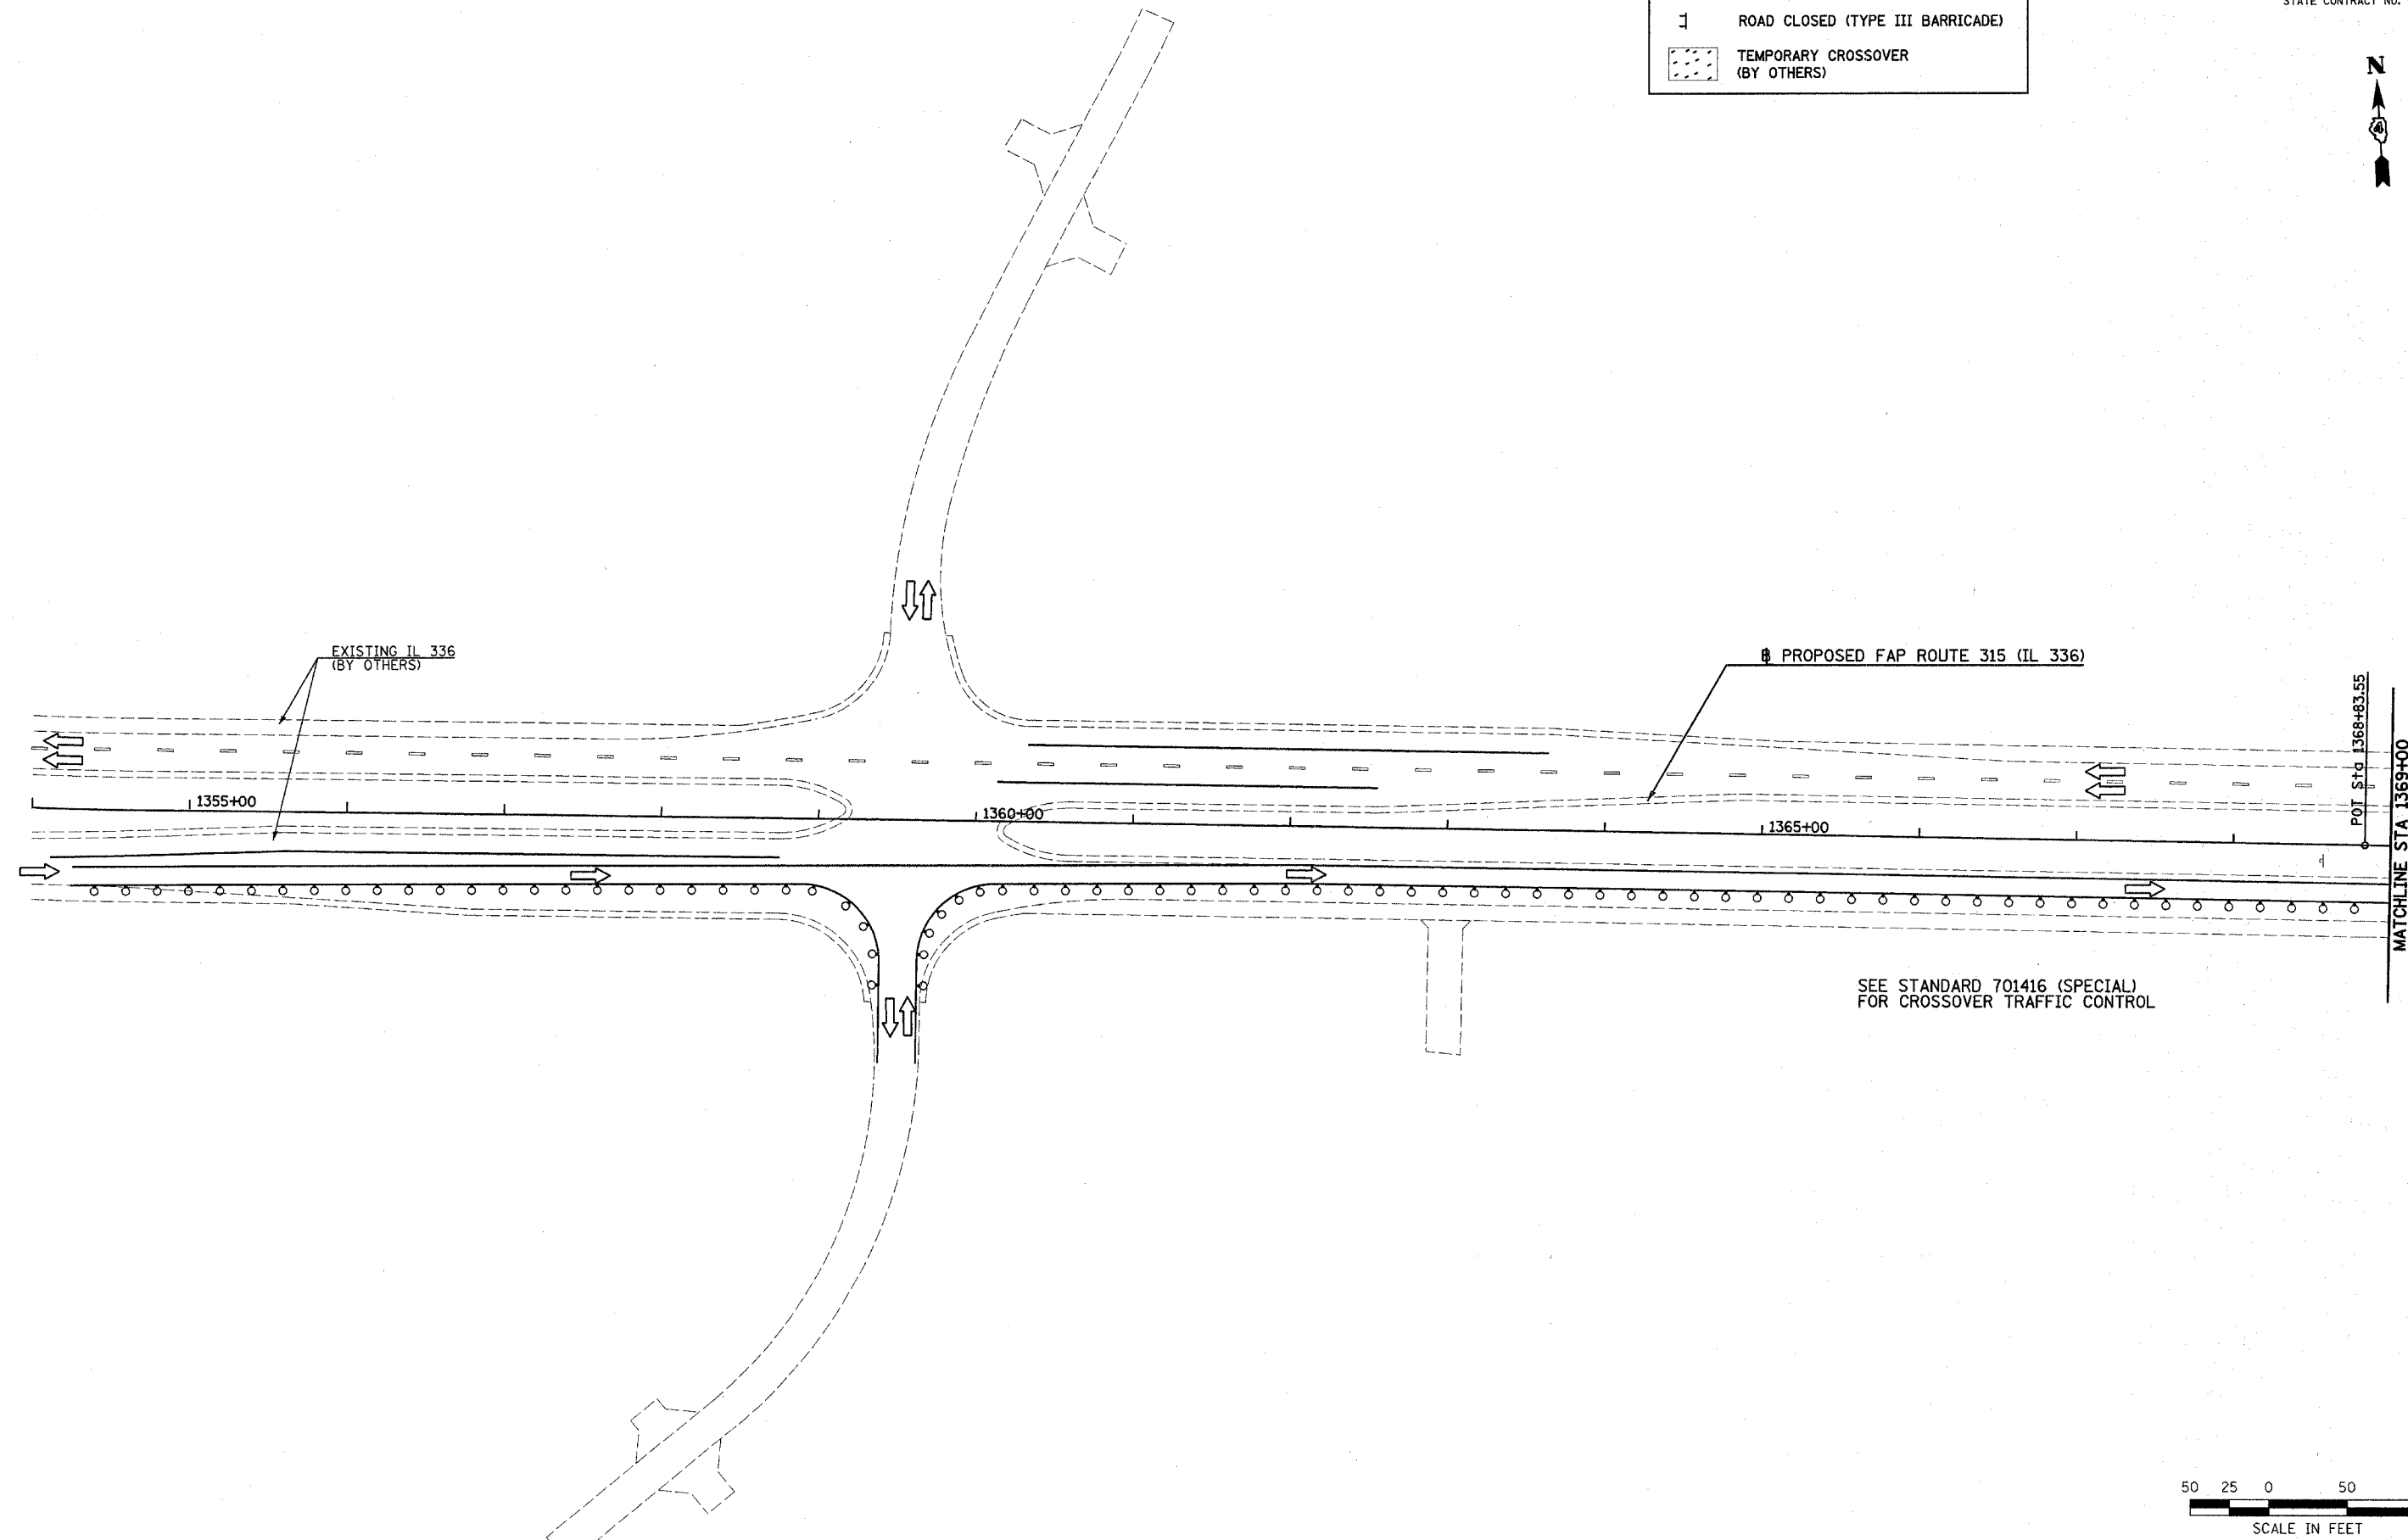 STATE CONTRACT NO.
ROAD CLOSED (TYPE III BARRICADE)
TEMPORARY CROSSOVER
(BY OTHERS)
N
4
EXISTING IL 336
(BY OTHERS)
PROPOSED FAP ROUTE 315 (IL 336)
POT Sta 1368+83.55
MATCHLINE STA 1369+00
1355+00
1360+00
1365+00
SEE STANDARD 701416 (SPECIAL)
FOR CROSSOVER TRAFFIC CONTROL
50 25 0 50
SCALE IN FEET